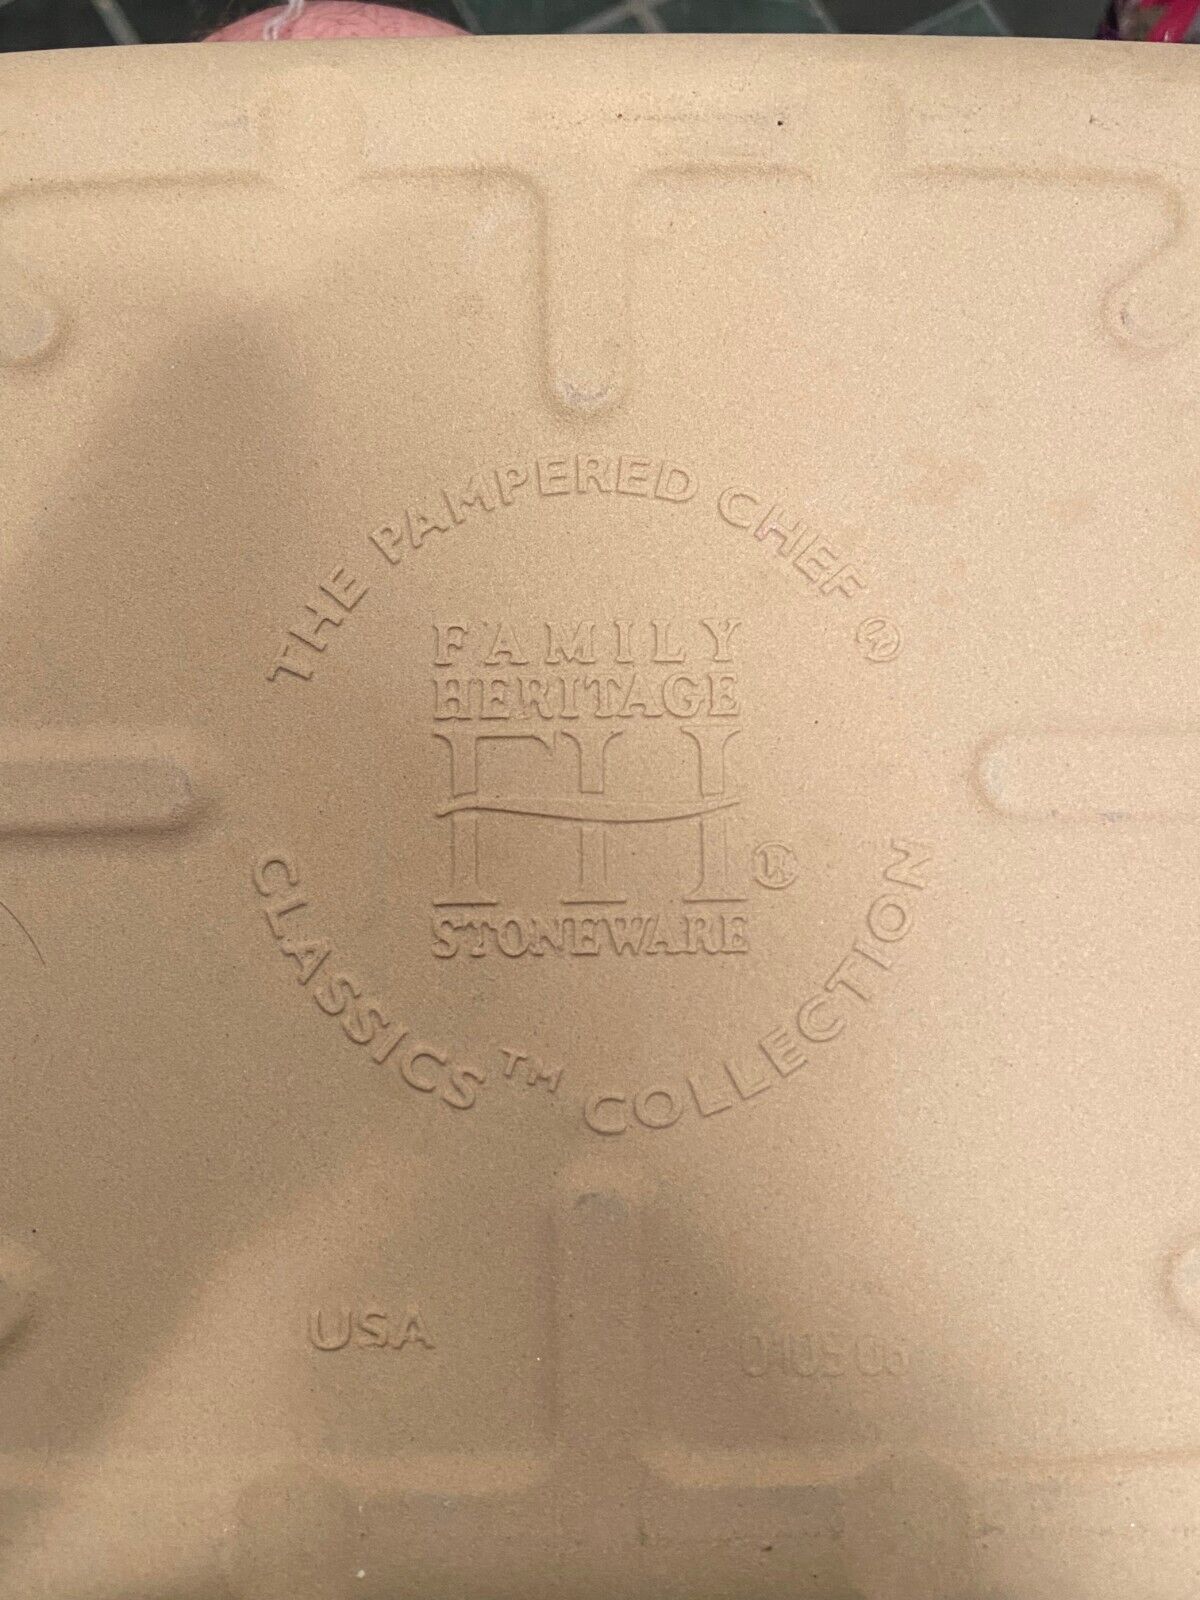 THE PAMPERED CHEF ®
FAMILY
HERITAGE
FH ®
STONEWARE
CLASSICS™ COLLECTION
USA